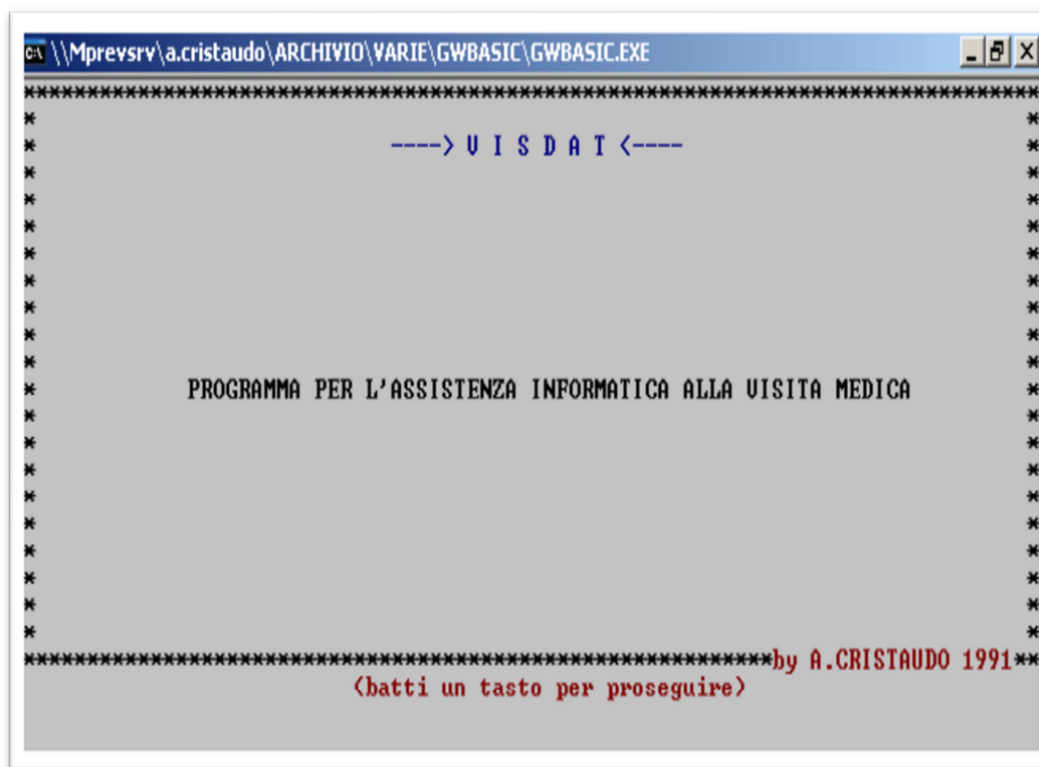 \\Mprevsrv\a.cristaudo\ARCHIVIO\VARIE\GWBASIC\GWBASIC.EXE
----> V I S D A T <----
PROGRAMMA PER L'ASSISTENZA INFORMATICA ALLA VISITA MEDICA
by A.CRISTAUDO 1991
(batti un tasto per proseguire)